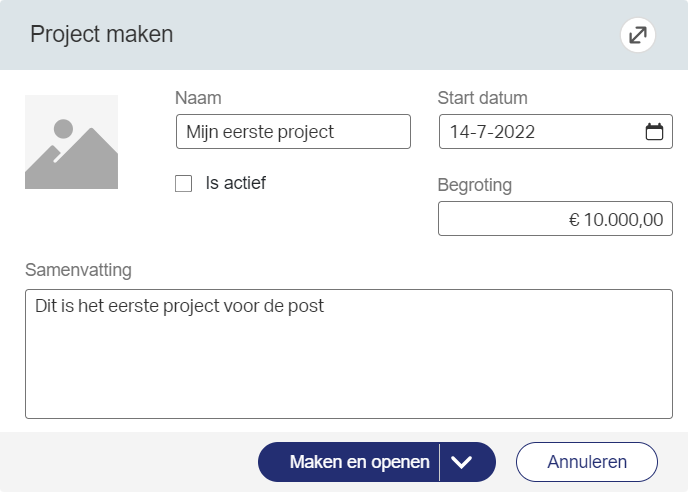 Project maken
Naam
Start datum
Mijn eerste project
14-7-2022
Is actief
Begroting
€ 10.000,00
Samenvatting
Dit is het eerste project voor de post
Maken en openen
Annuleren